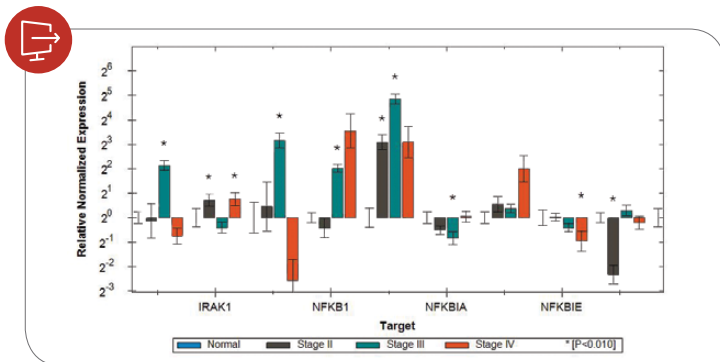 Relative Normalized Expression
2^6
2^5
2^4
2^3
2^2
2^1
2^0
2^-1
2^-2
2^-3
* * * * * * * * * *
IRAK1 NFKB1 NFKBIA NFKBIE
Target
Normal Stage II Stage III Stage IV * [P<0.010]